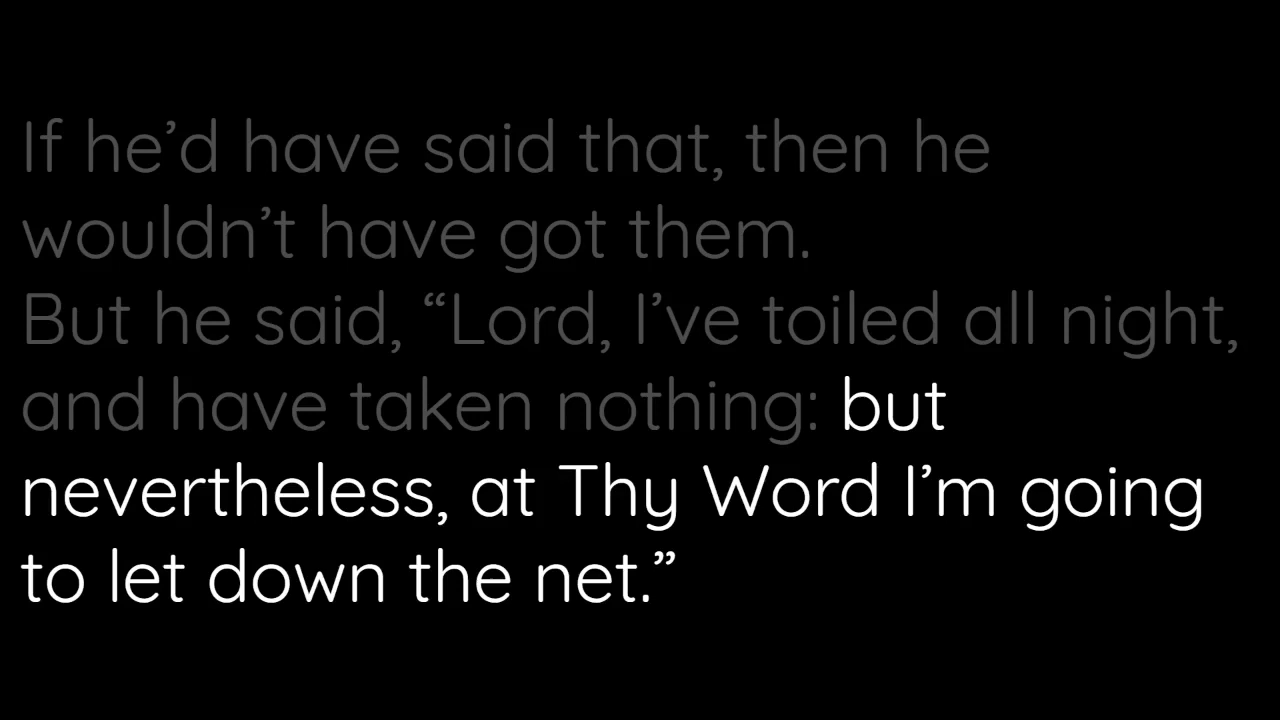 If he’d have said that, then he
wouldn’t have got them.
But he said, “Lord, I’ve toiled all night,
and have taken nothing: but
nevertheless, at Thy Word I’m going
to let down the net.”